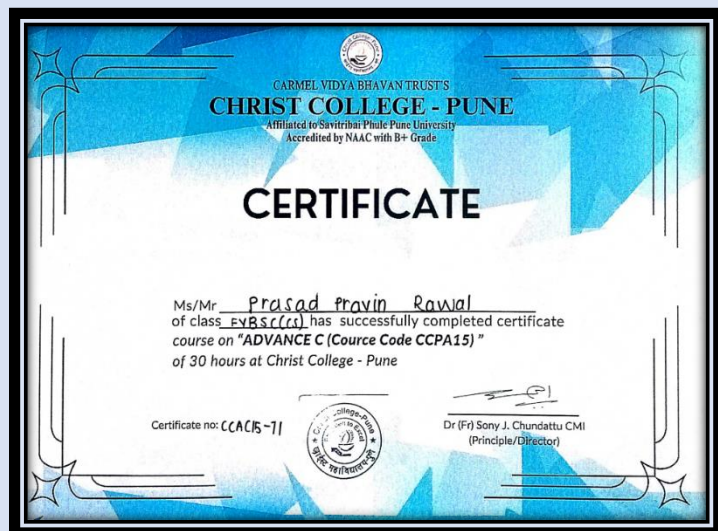 CARMEL VIDYA BHAVAN TRUST'S
CHRIST COLLEGE - PUNE
Affiliated to Savitribai Phule Pune University
Accredited by NAAC with B+ Grade
CERTIFICATE
Ms/Mr Prasad Pravin Rawal
of class FYBSC(CS) has successfully completed certificate
course on "ADVANCE C (Cource Code CCPA15) "
of 30 hours at Christ College - Pune
Certificate no: CCAC15-71
Dr (Fr) Sony J. Chundattu CMI
(Principle/Director)